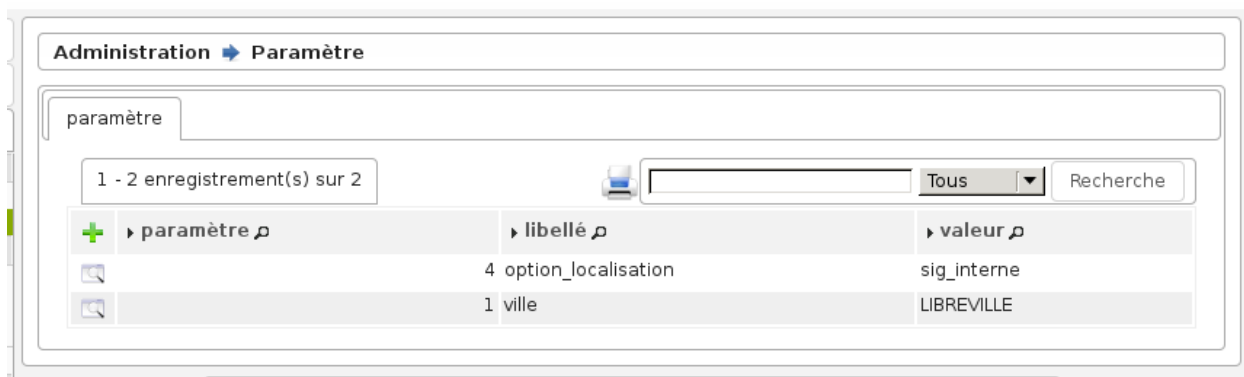 Administration Paramètre
paramètre
1 - 2 enregistrement(s) sur 2 Tous Recherche
paramètre libellé valeur
4 option_localisation sig_interne
1 ville LIBREVILLE